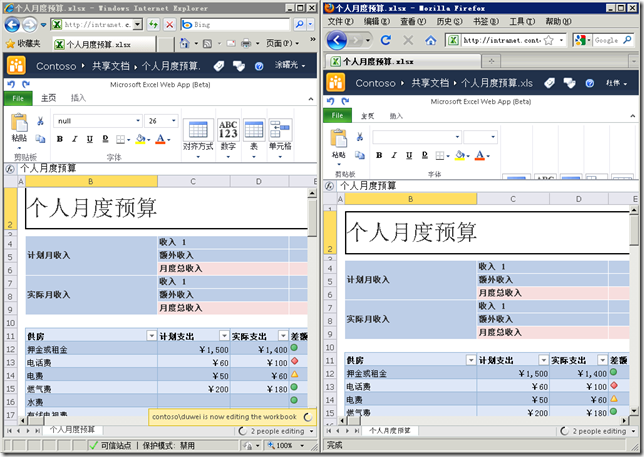 个人月度预算.xlsx - Windows Internet Explorer
http://intranet.c
Bing
收藏夹
个人月度预算.xlsx
页面(P)
Contoso
共享文档
个人月度预算.
涂曙光
Microsoft Excel Web App (Beta)
File
主页
插入
粘贴
剪贴板
null
26
B
I
U
字体
对齐方式
ABC
123
数字
表
单元格
fx
个人月度预算
A
B
C
D
E
2
个人月度预算
3
4
收入 1
5
计划月收入
额外收入
6
月度总收入
7
收入 1
8
实际月收入
额外收入
9
月度总收入
10
11
住房
计划支出
实际支出
差额
12
押金或租金
¥1,500
¥1,400
13
电话费
¥60
¥100
14
电费
¥50
¥60
15
燃气费
¥200
¥180
16
水费
17
有线电视费
contoso\duwei is now editing the workbook
个人月度预算
2 people editing
可信站点 | 保护模式: 禁用
100%
个人月度预算.xlsx - Mozilla Firefox
文件(F)
编辑(E)
查看(V)
历史(S)
书签(B)
工具(T)
帮助(H)
http://intranet.conto
Google
个人月度预算.xlsx
Contoso
共享文档
个人月度预算.xls
杜伟
Microsoft Excel Web App (Beta)
File
主页
插入
粘贴
剪贴板
B
I
U
字体
fx
个人月度预算
A
B
C
D
E
1
2
个人月度预算
3
4
收入 1
5
计划月收入
额外收入
6
月度总收入
7
收入 1
8
实际月收入
额外收入
9
月度总收入
10
11
住房
计划支出
实际支出
差额
12
押金或租金
¥1,500
¥1,400
13
电话费
¥60
¥100
14
电费
¥50
¥60
15
燃气费
¥200
¥180
16
个人月度预算
2 people editing
完成